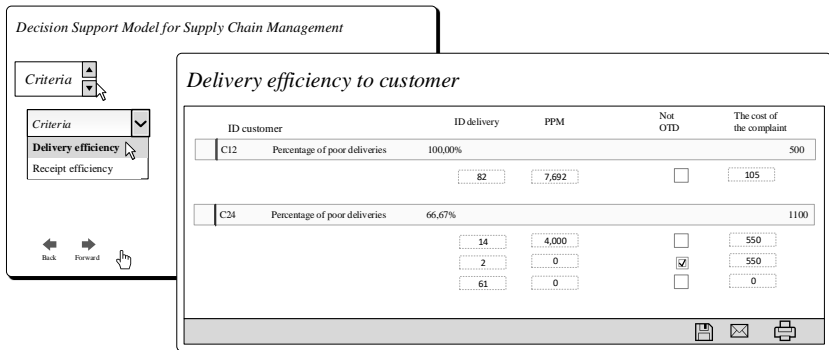 Decision Support Model for Supply Chain Management
Criteria
Criteria
Delivery efficiency
Receipt efficiency
Back Forward
Delivery efficiency to customer
ID customer ID delivery PPM Not OTD The cost of the complaint
C12 Percentage of poor deliveries 100,00% 500
82 7,692 105
C24 Percentage of poor deliveries 66,67% 1100
14 4,000 550
2 0 550
61 0 0